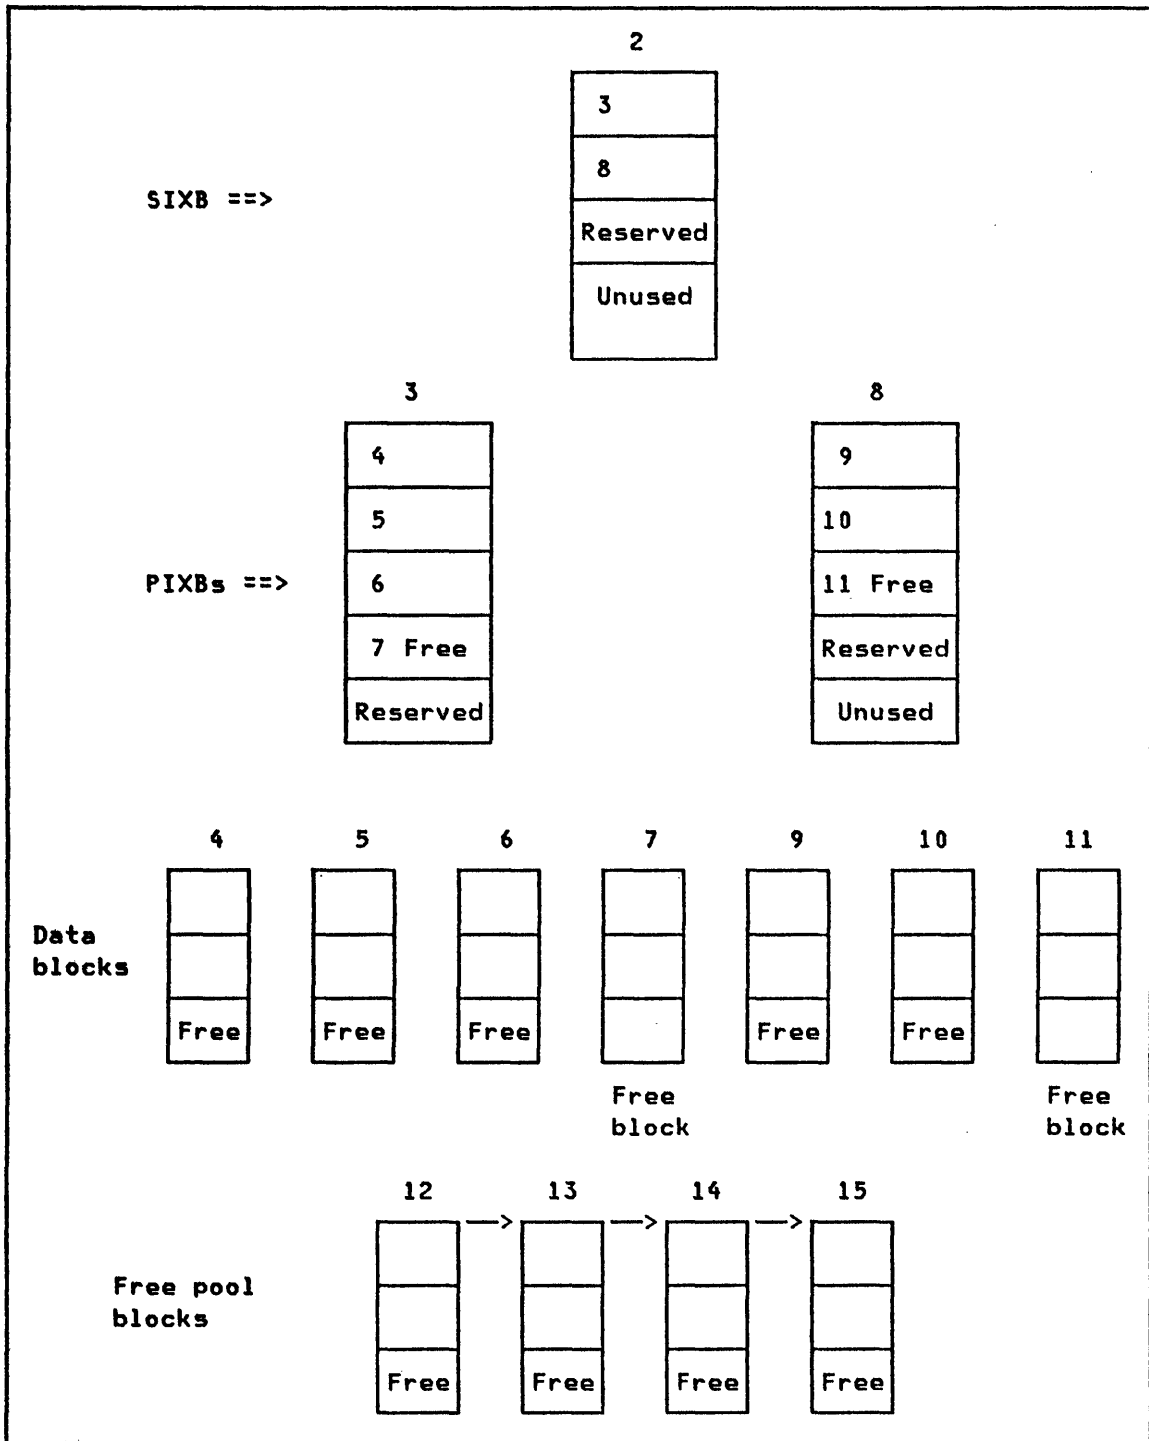 2
3
8
SIXB ==>
Reserved
Unused
3 8
4 9
5 10
PIXBs ==> 6 11 Free
7 Free Reserved
Reserved Unused
4 5 6 7 9 10 11
Data
blocks
Free Free Free Free Free
Free Free
block block
12 —> 13 —> 14 —> 15
Free pool
blocks
Free Free Free Free